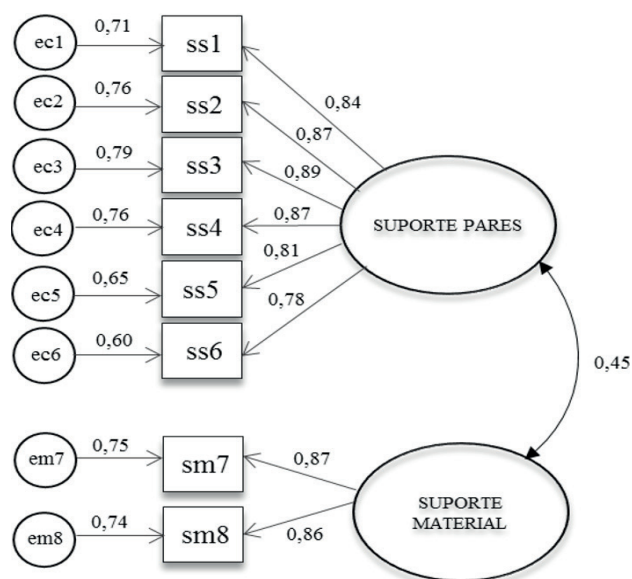 ec1 0,71 ss1
0,84
ec2 0,76 ss2
0,87
ec3 0,79 ss3
0,89
ec4 0,76 ss4
0,87
SUPORTE PARES
ec5 0,65 ss5
0,81
ec6 0,60 ss6
0,78
0,45
em7 0,75 sm7
0,87
em8 0,74 sm8
0,86
SUPORTE
MATERIAL